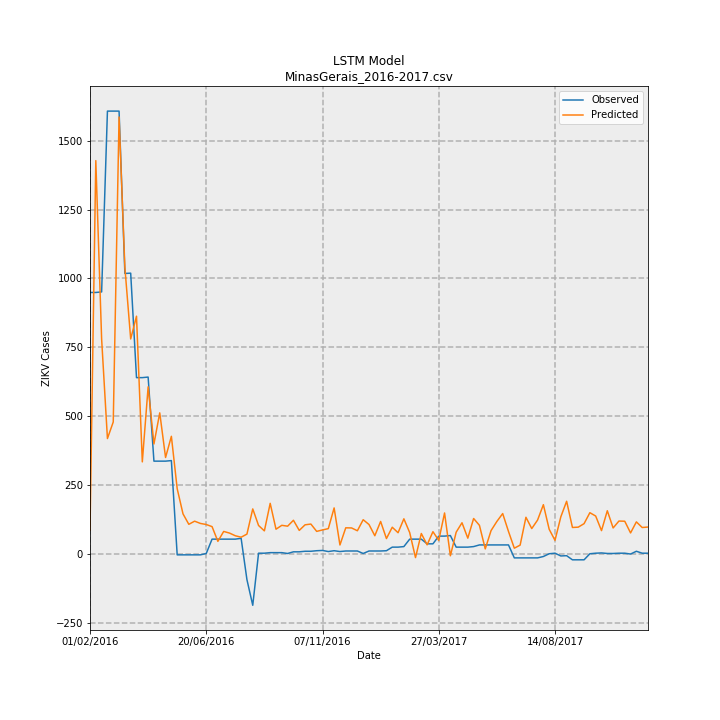 LSTM Model
MinasGerais_2016-2017.csv
Observed
Predicted
1500
1250
1000
750
500
250
0
−250
ZIKV Cases
01/02/2016 20/06/2016 07/11/2016 27/03/2017 14/08/2017
Date